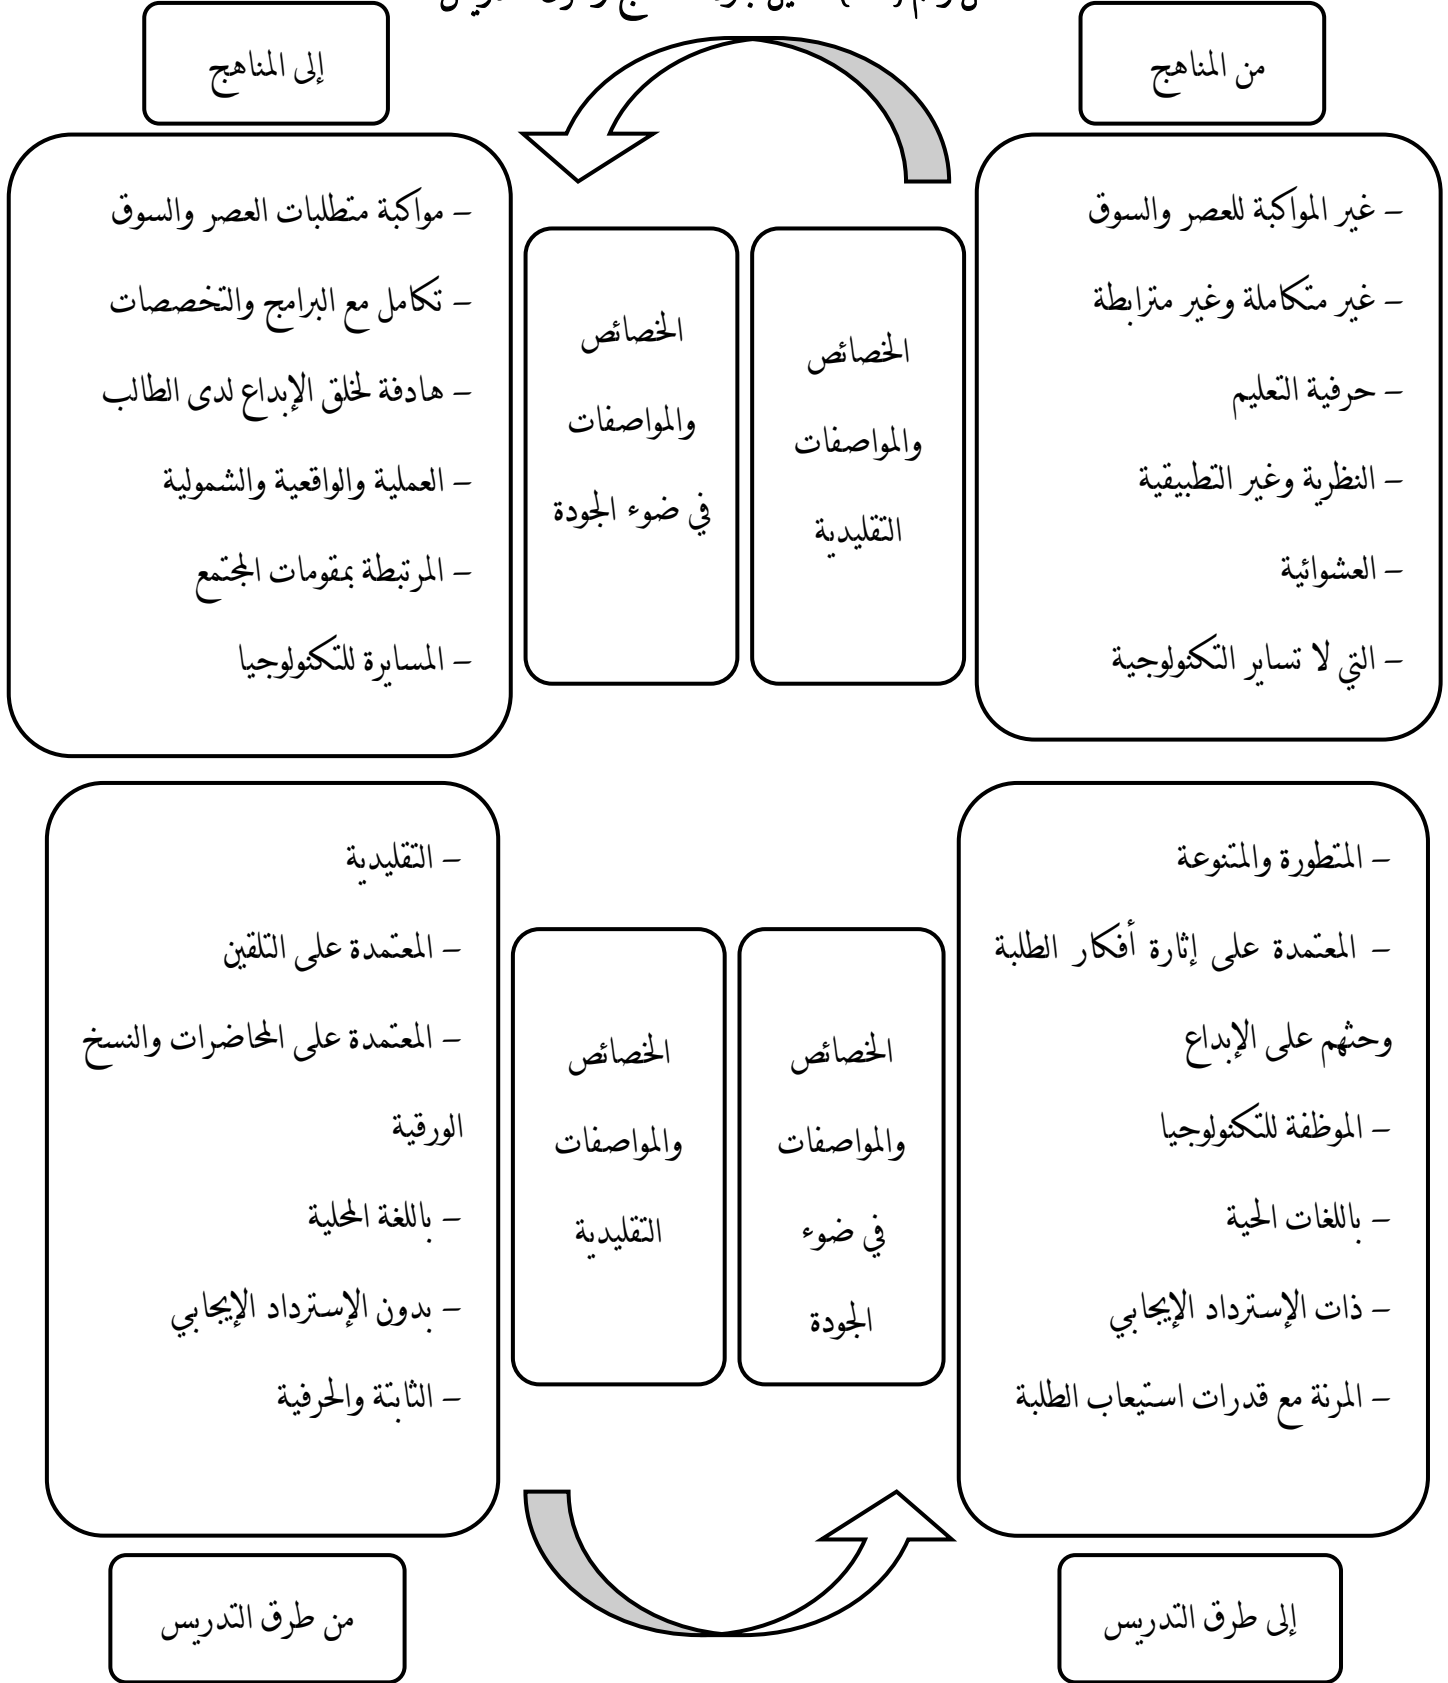 من المناهج
إلى المناهج
– غير المواكبة للعصر والسوق
– غير متكاملة وغير مترابطة
– حرفية التعليم
– النظرية وغير التطبيقية
– العشوائية
– التي لا تساير التكنولوجية
الخصائص
والمواصفات
التقليدية
الخصائص
والمواصفات
في ضوء الجودة
– مواكبة متطلبات العصر والسوق
– تكامل مع البرامج والتخصصات
– هادفة لخلق الإبداع لدى الطالب
– العملية والواقعية والشمولية
– المرتبطة بمقومات المجتمع
– المسايرة للتكنولوجيا
– المتطورة والمتنوعة
– المعتمدة على إثارة أفكار الطلبة
وحثهم على الإبداع
– الموظفة للتكنولوجيا
– باللغات الحية
– ذات الإسترداد الإيجابي
– المرنة مع قدرات استيعاب الطلبة
الخصائص
والمواصفات
في ضوء
الجودة
الخصائص
والمواصفات
التقليدية
– التقليدية
– المعتمدة على التلقين
– المعتمدة على المحاضرات والنسخ
الورقية
– باللغة المحلية
– بدون الإسترداد الإيجابي
– الثابتة والحرفية
إلى طرق التدريس
من طرق التدريس